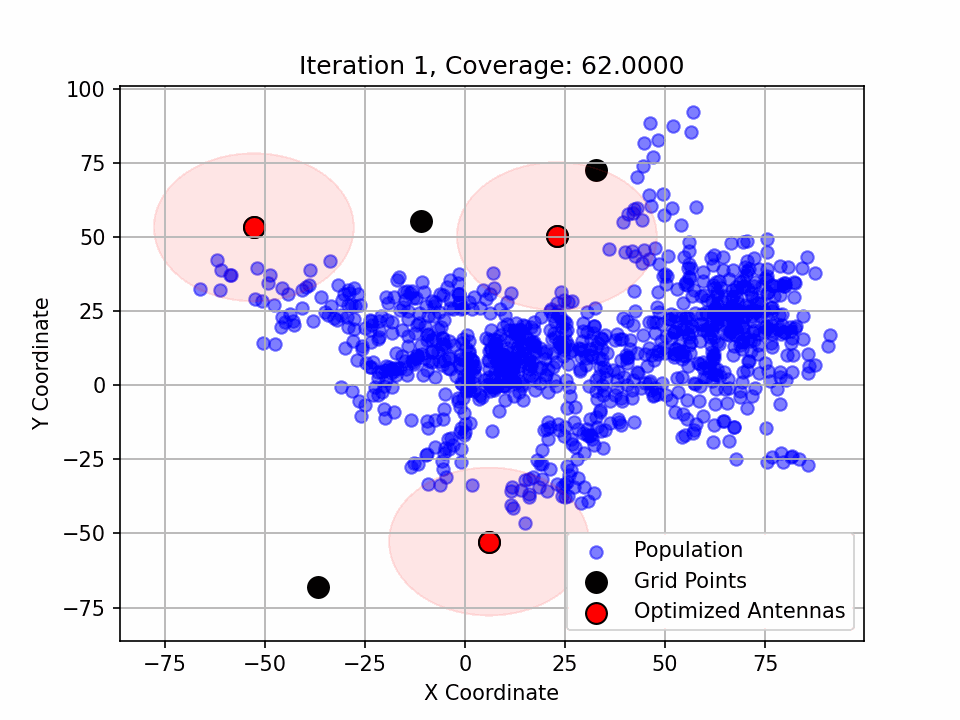 Iteration 1, Coverage: 62.0000
100
75
50
25
0
−25
−50
−75
Y Coordinate
Population
Grid Points
Optimized Antennas
−75 −50 −25 0 25 50 75
X Coordinate